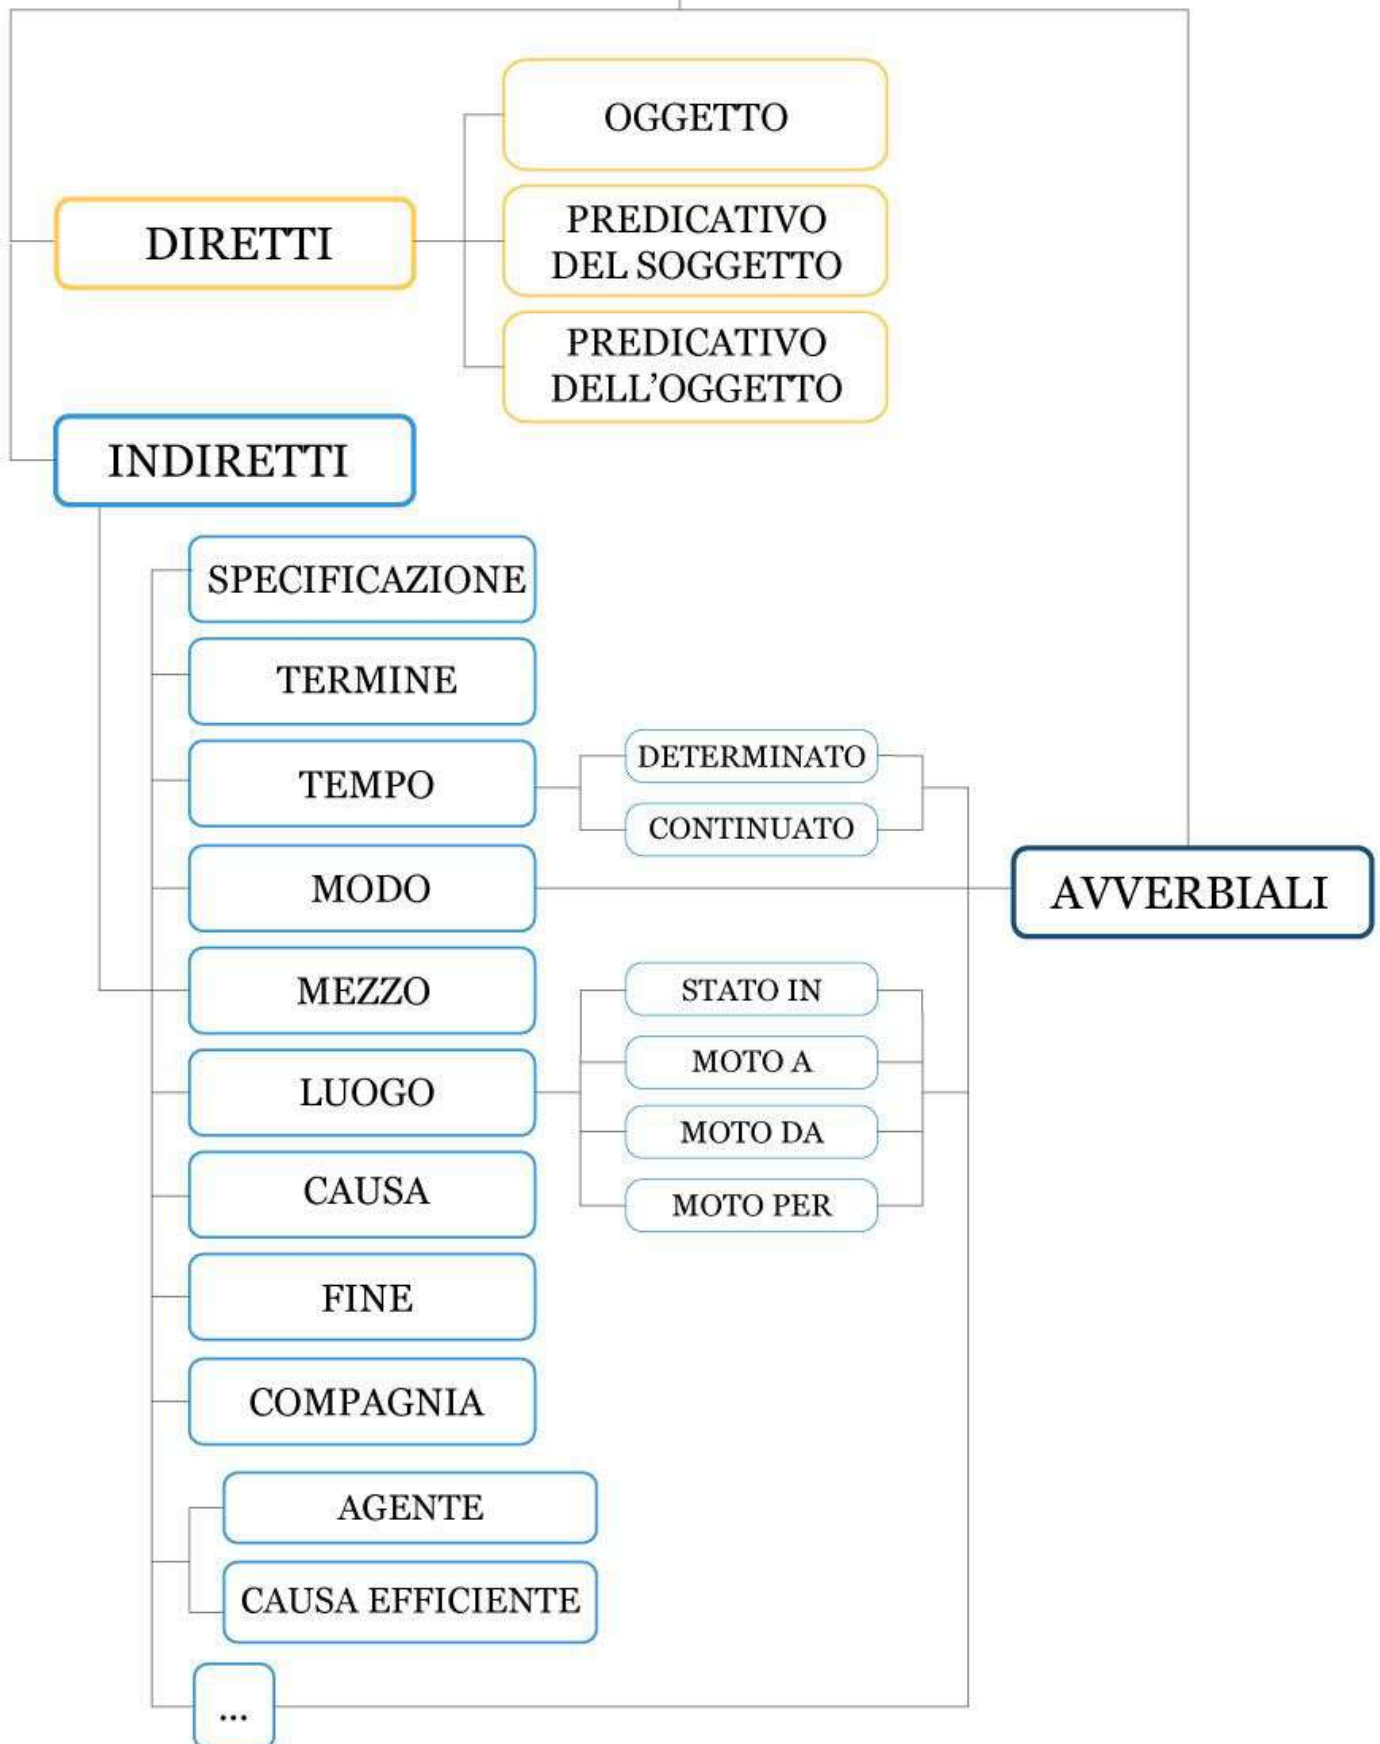 OGGETTO
DIRETTI
PREDICATIVO
DEL SOGGETTO
PREDICATIVO
DELL’OGGETTO
INDIRETTI
SPECIFICAZIONE
TERMINE
TEMPO
DETERMINATO
CONTINUATO
MODO
AVVERBIALI
MEZZO
LUOGO
STATO IN
MOTO A
MOTO DA
MOTO PER
CAUSA
FINE
COMPAGNIA
AGENTE
CAUSA EFFICIENTE
...